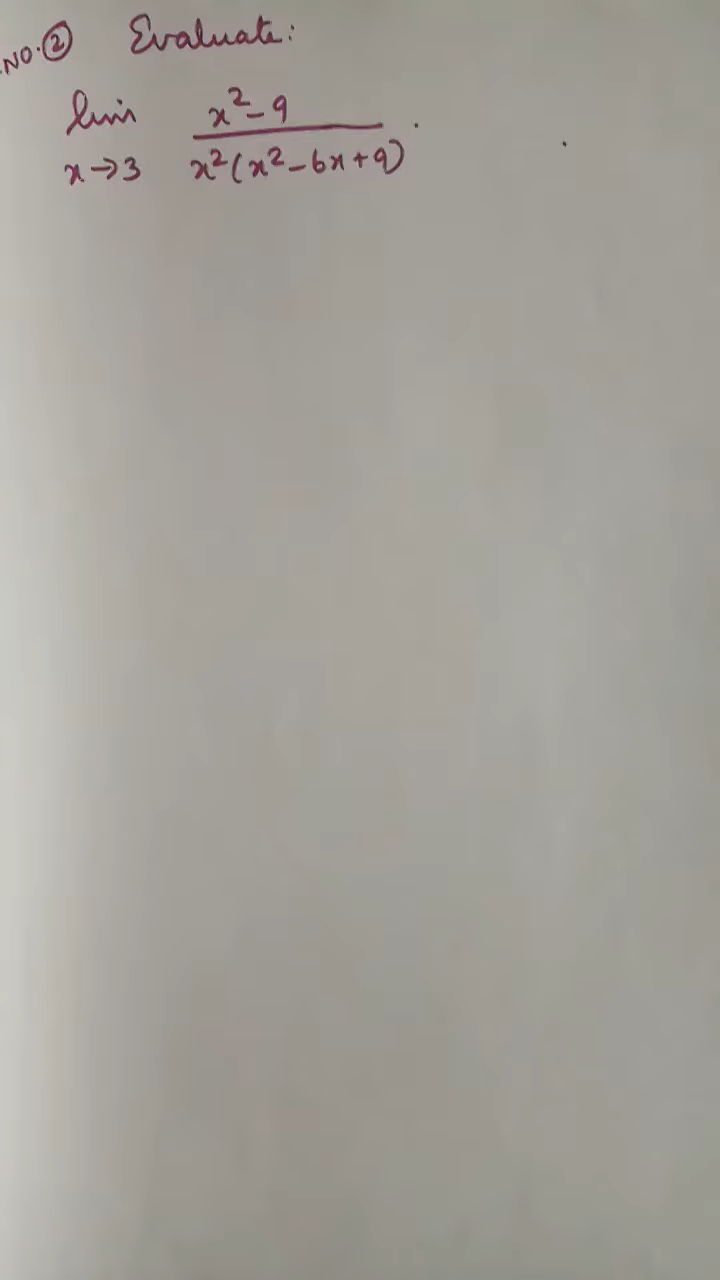 .NO.② Evaluate:
lim x²-9
x→3 x²(x²-6x+9)